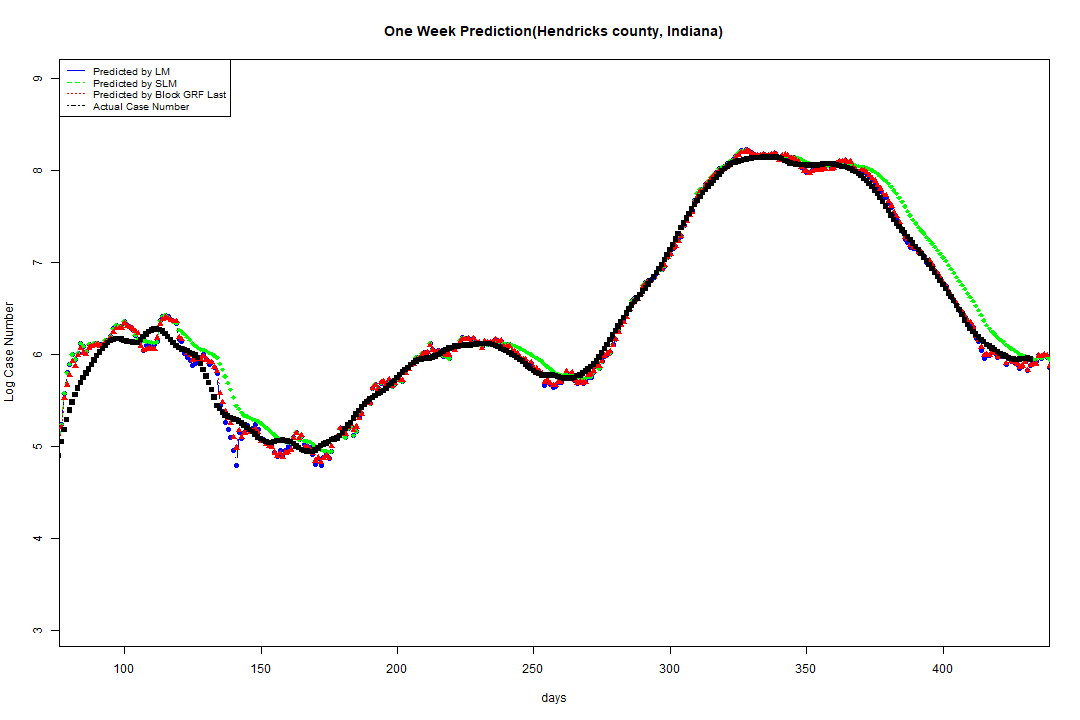 One Week Prediction(Hendricks county, Indiana)
Predicted by LM
Predicted by SLM
Predicted by Block GRF Last
Actual Case Number
9
8
7
6
5
4
3
Log Case Number
100 150 200 250 300 350 400
days